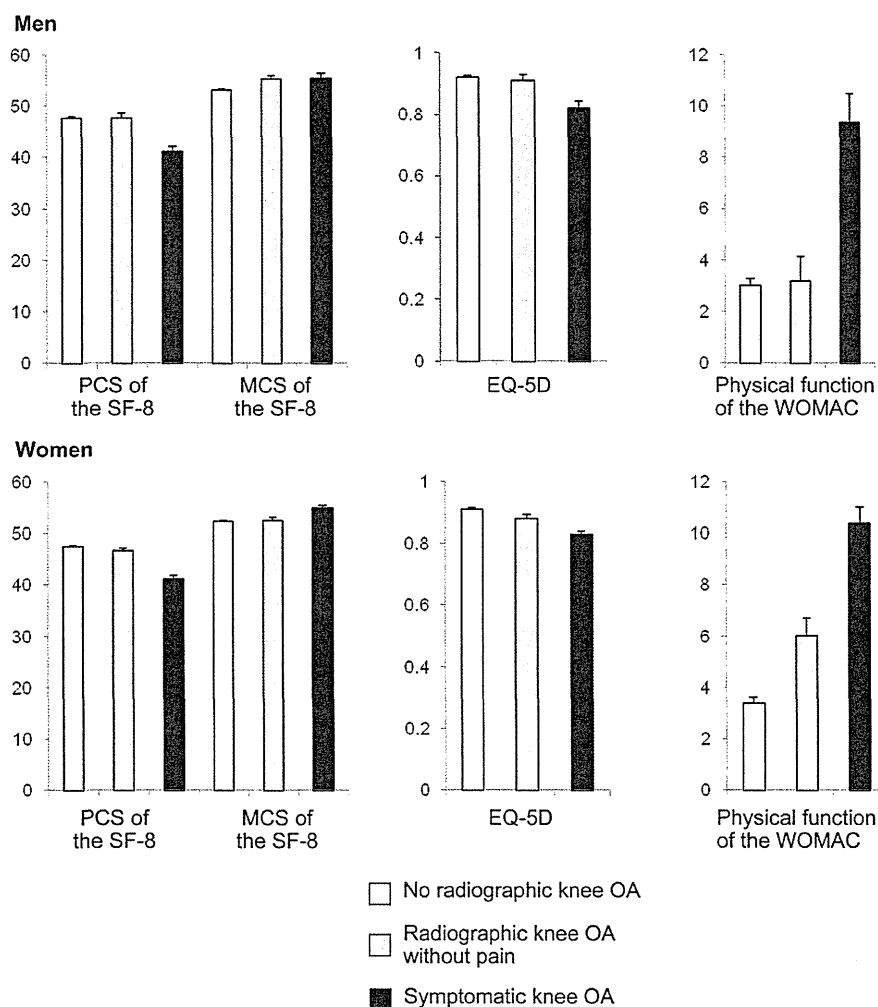 Men
60
50
40
30
20
10
0
PCS of
the SF-8
MCS of
the SF-8
1
0.8
0.6
0.4
0.2
0
EQ-5D
12
10
8
6
4
2
0
Physical function
of the WOMAC
Women
60
50
40
30
20
10
0
PCS of
the SF-8
MCS of
the SF-8
1
0.8
0.6
0.4
0.2
0
EQ-5D
12
10
8
6
4
2
0
Physical function
of the WOMAC
No radiographic knee OA
Radiographic knee OA
without pain
Symptomatic knee OA